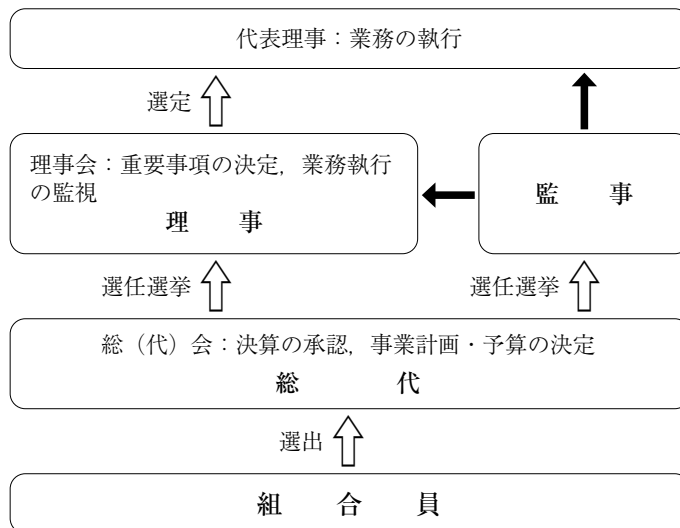 代表理事：業務の執行
選定
理事会：重要事項の決定，業務執行
の監視
理　事
監　事
選任選挙
選任選挙
総（代）会：決算の承認，事業計画・予算の決定
総　代
選出
組　合　員